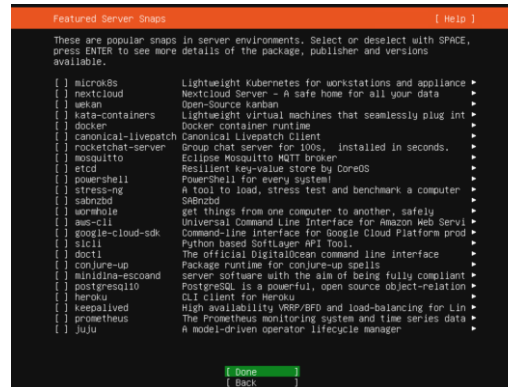 Featured Server Snaps [ Help ]
These are popular snaps in server environments. Select or deselect with SPACE,
press ENTER to see more details of the package, publisher and versions
available.
[ ] microk8s Lightweight Kubernetes for workstations and appliance ▸
[ ] nextcloud Nextcloud Server - A safe home for all your data ▸
[ ] wekan Open-Source kanban ▸
[ ] kata-containers Lightweight virtual machines that seamlessly plug int ▸
[ ] docker Docker container runtime ▸
[ ] canonical-livepatch Canonical Livepatch Client ▸
[ ] rocketchat-server Group chat server for 100s, installed in seconds. ▸
[ ] mosquitto Eclipse Mosquitto MQTT broker ▸
[ ] etcd Resilient key-value store by CoreOS ▸
[ ] powershell PowerShell for every system! ▸
[ ] stress-ng A tool to load, stress test and benchmark a computer ▸
[ ] sabnzbd SABnzbd ▸
[ ] wormhole get things from one computer to another, safely ▸
[ ] aws-cli Universal Command Line Interface for Amazon Web Servi ▸
[ ] google-cloud-sdk Command-line interface for Google Cloud Platform prod ▸
[ ] slcli Python based SoftLayer API Tool. ▸
[ ] doctl The official DigitalOcean command line interface ▸
[ ] conjure-up Package runtime for conjure-up spells ▸
[ ] minidlna-escoand server software with the aim of being fully compliant ▸
[ ] postgresql10 PostgreSQL is a powerful, open source object-relation ▸
[ ] heroku CLI client for Heroku ▸
[ ] keepalived High availability VRRP/BFD and load-balancing for Lin ▸
[ ] prometheus The Prometheus monitoring system and time series data ▸
[ ] juju A model-driven operator lifecycle manager ▸
[ Done ]
[ Back ]